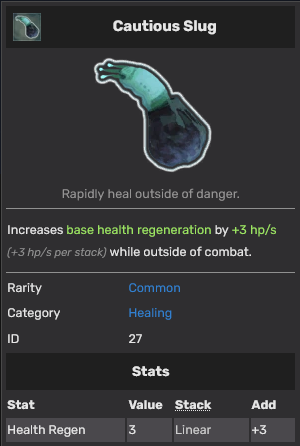 Cautious Slug
Rapidly heal outside of danger.
Increases base health regeneration by +3 hp/s
(+3 hp/s per stack) while outside of combat.
Rarity Common
Category Healing
ID 27
Stats
Stat Value Stack Add
Health Regen 3 Linear +3